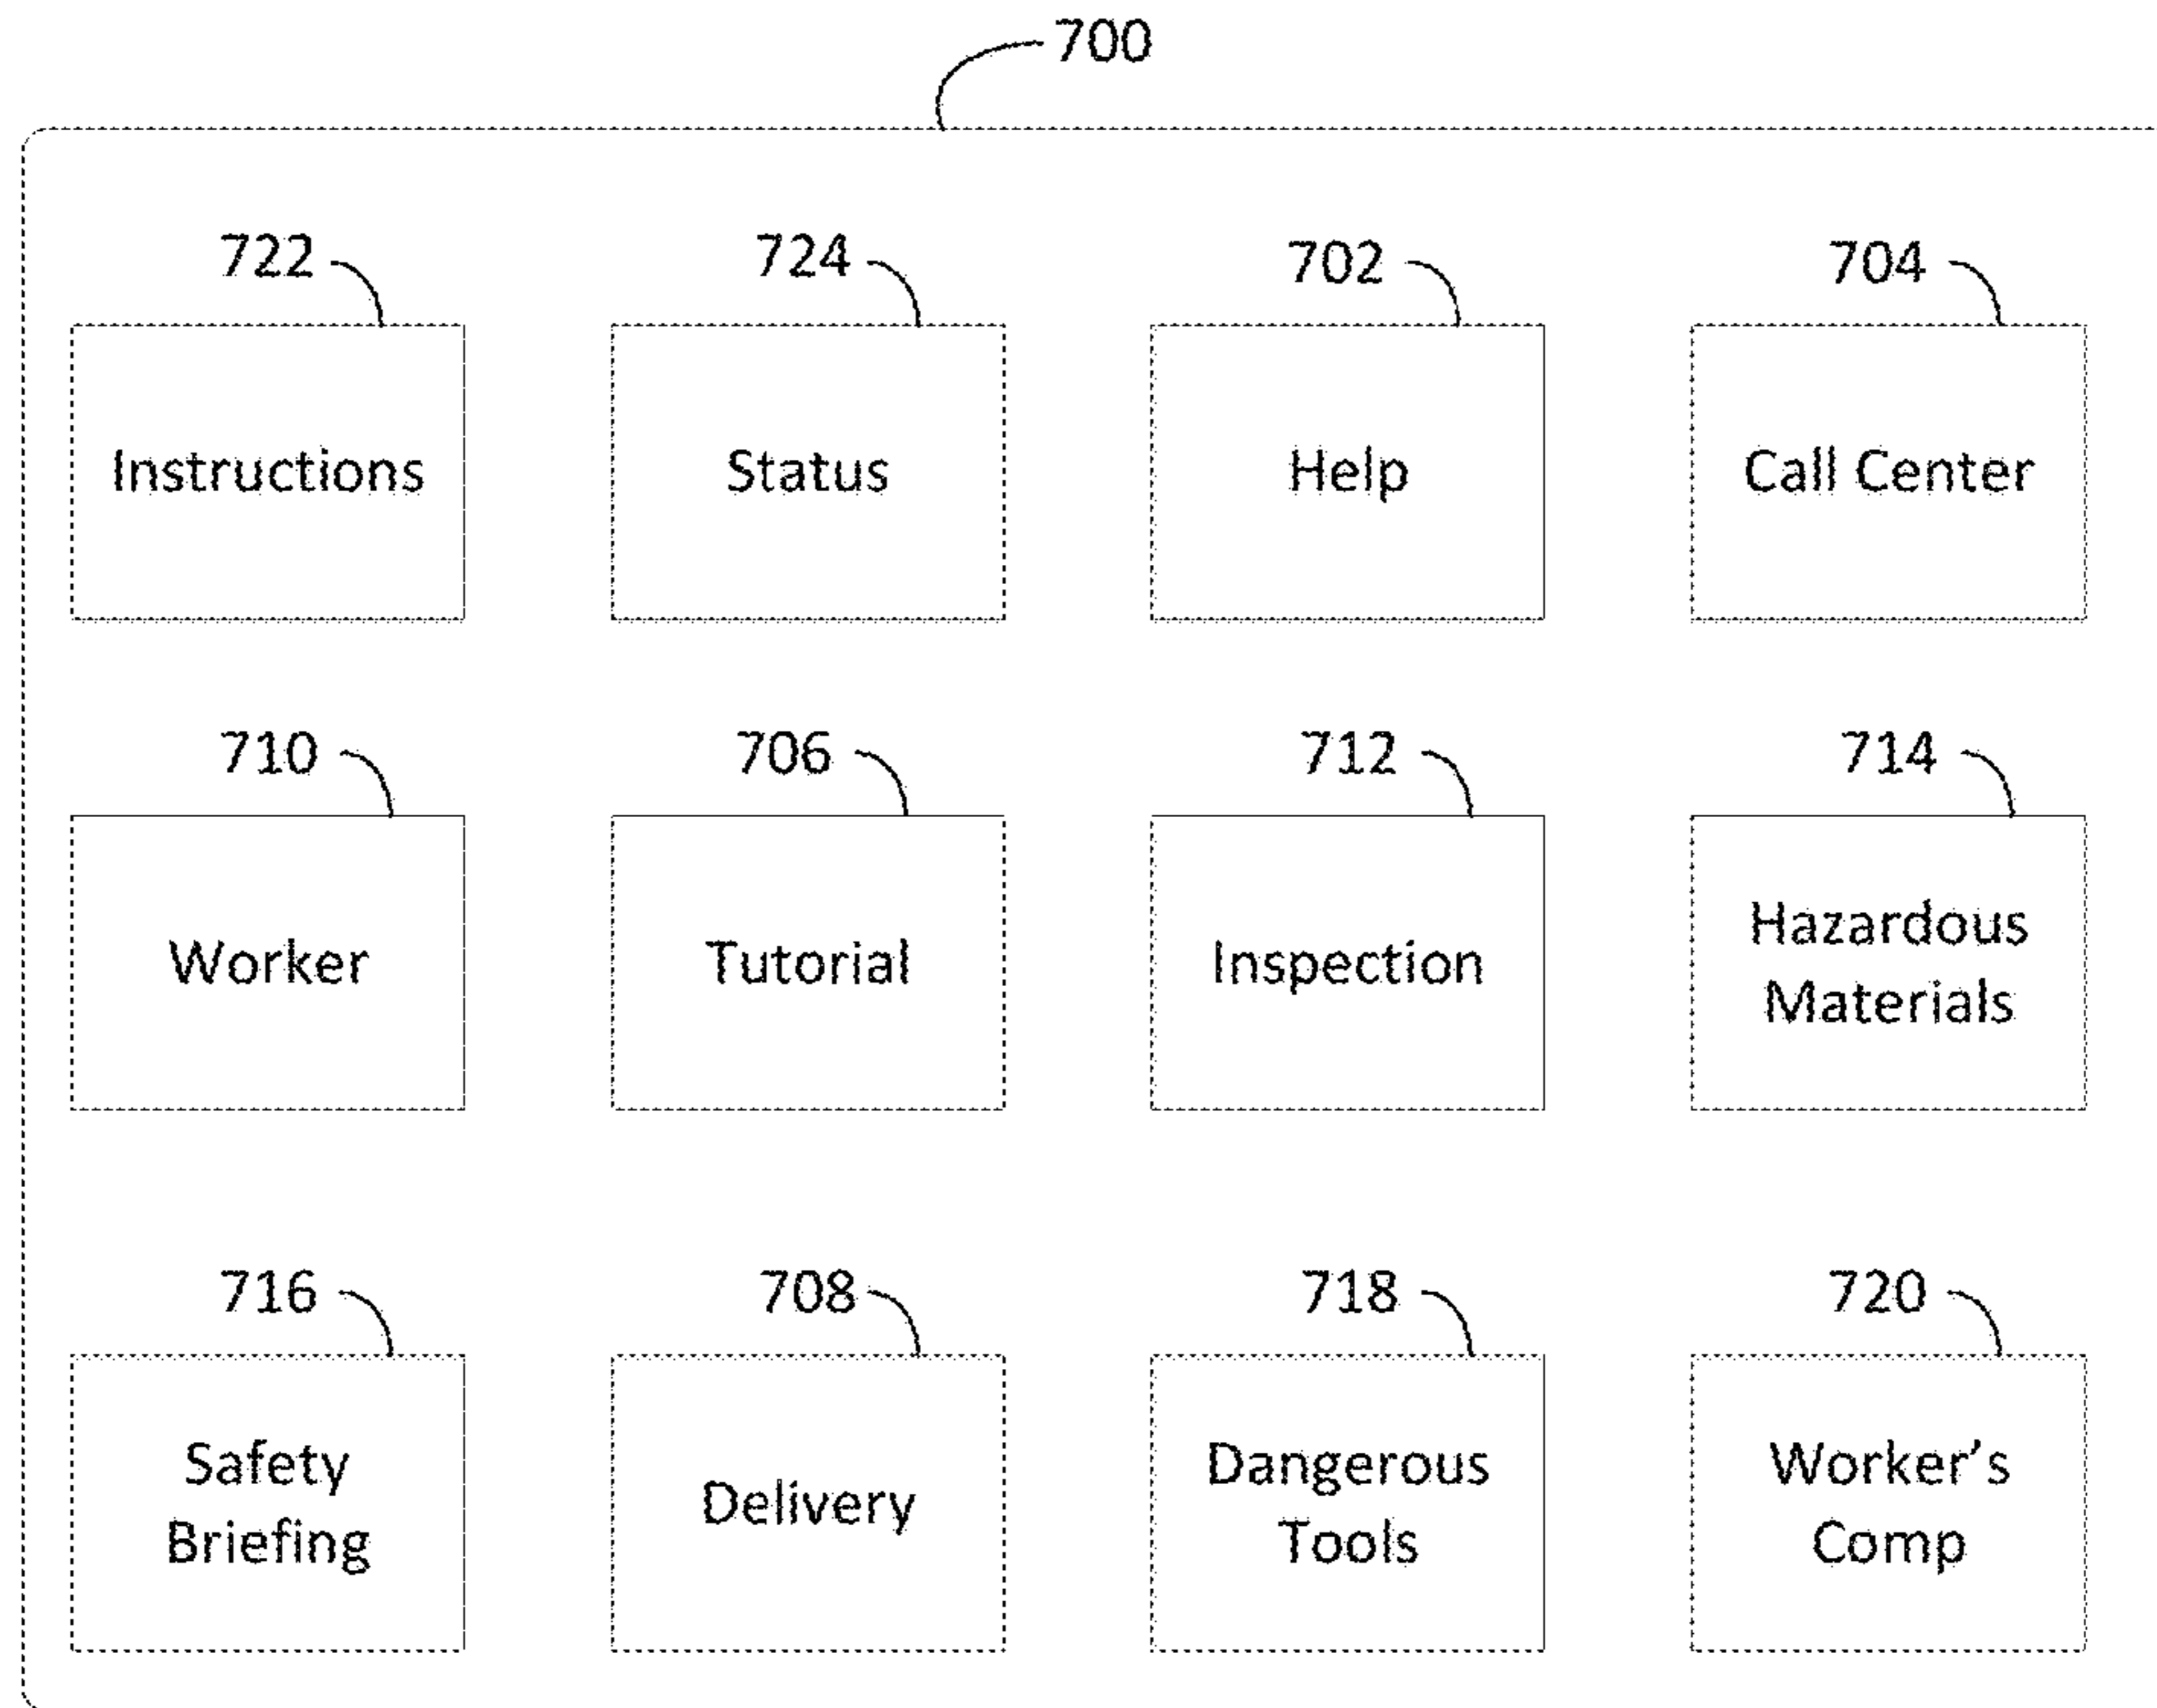 700
722
724
702
704
Instructions
Status
Help
Call Center
710
706
712
714
Worker
Tutorial
Inspection
Hazardous
Materials
716
708
718
720
Safety
Briefing
Delivery
Dangerous
Tools
Worker's
Comp